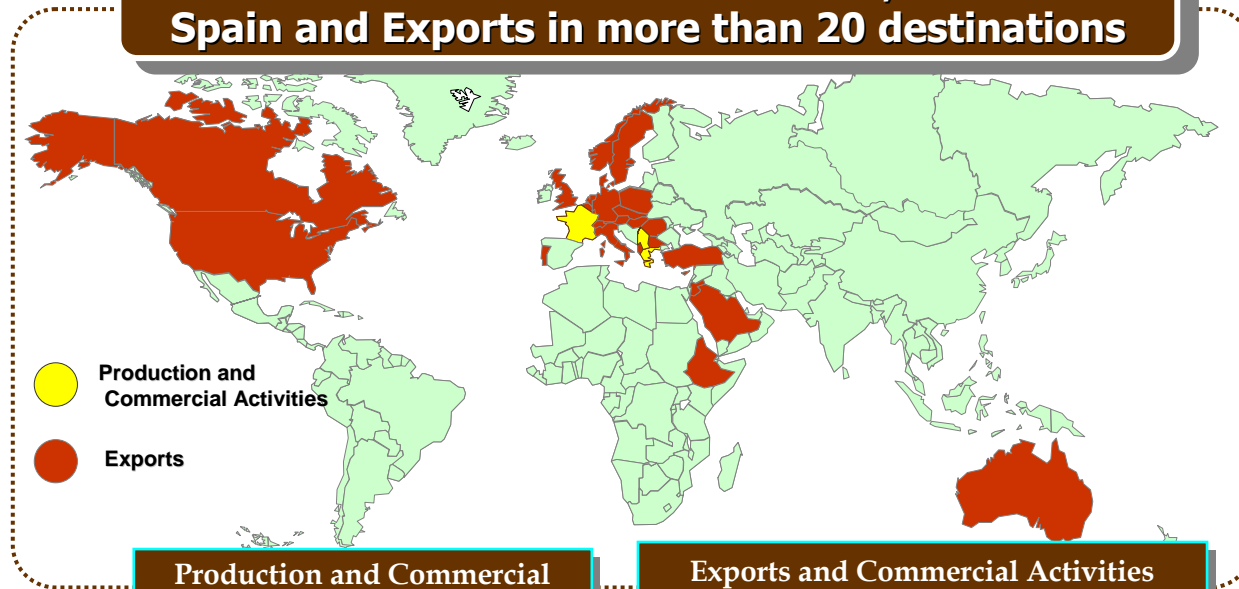 Spain and Exports in more than 20 destinations
Production and
Commercial Activities
Exports
Production and Commercial
Exports and Commercial Activities